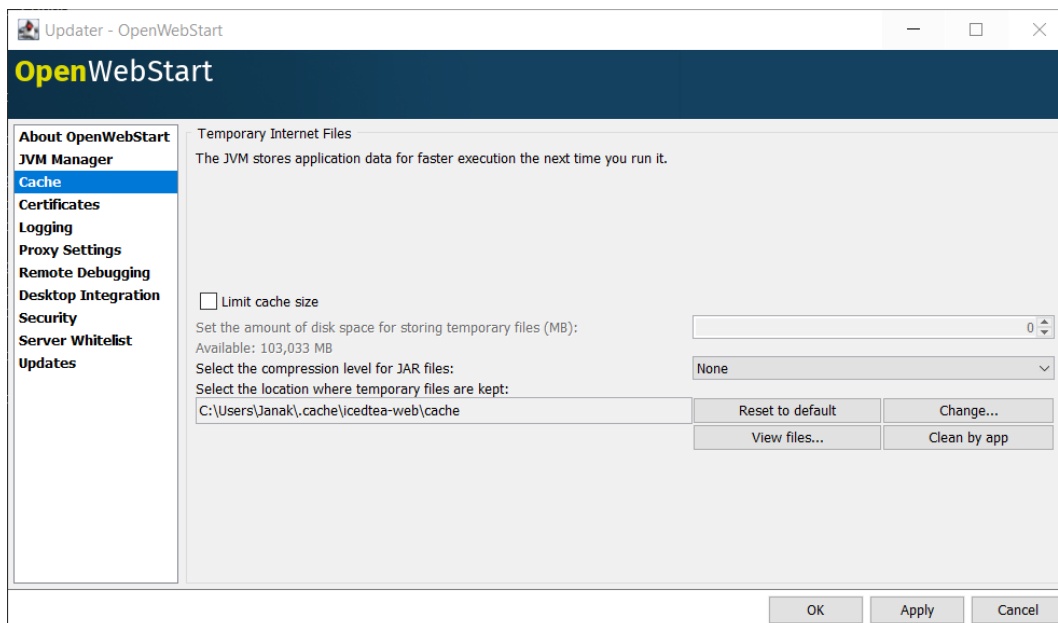 Updater - OpenWebStart
OpenWebStart
About OpenWebStart
JVM Manager
Cache
Certificates
Logging
Proxy Settings
Remote Debugging
Desktop Integration
Security
Server Whitelist
Updates
Temporary Internet Files
The JVM stores application data for faster execution the next time you run it.
Limit cache size
Set the amount of disk space for storing temporary files (MB): 0
Available: 103,033 MB
Select the compression level for JAR files: None
Select the location where temporary files are kept:
C:\Users\Janak\.cache\icedtea-web\cache Reset to default Change...
View files... Clean by app
OK Apply Cancel